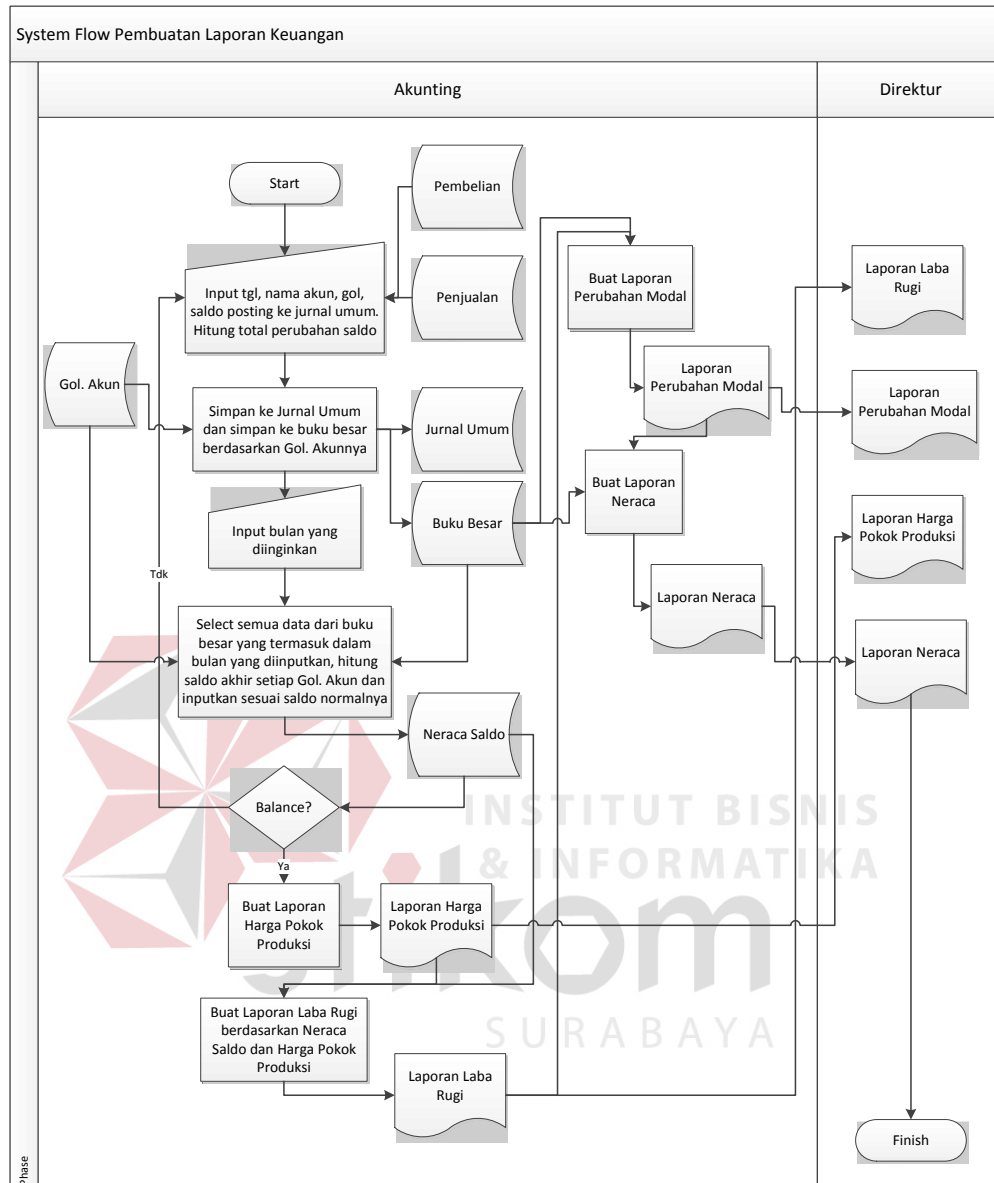 System Flow Pembuatan Laporan Keuangan
Akunting
Direktur
Start
Pembelian
Input tgl, nama akun, gol,
saldo posting ke jurnal umum.
Hitung total perubahan saldo
Penjualan
Buat Laporan
Perubahan Modal
Laporan Laba
Rugi
Gol. Akun
Simpan ke Jurnal Umum
dan simpan ke buku besar
berdasarkan Gol. Akunnya
Jurnal Umum
Laporan
Perubahan Modal
Laporan
Perubahan Modal
Input bulan yang
diinginkan
Buku Besar
Buat Laporan
Neraca
Laporan Harga
Pokok Produksi
Tdk
Select semua data dari buku
besar yang termasuk dalam
bulan yang diinputkan, hitung
saldo akhir setiap Gol. Akun dan
inputkan sesuai saldo normalnya
Laporan Neraca
Laporan Neraca
Neraca Saldo
Balance?
Ya
INSTITUT BISNIS
& INFORMATIKA
stikom
SURABAYA
Buat Laporan
Harga Pokok
Produksi
Laporan Harga
Pokok Produksi
Buat Laporan Laba Rugi
berdasarkan Neraca
Saldo dan Harga Pokok
Produksi
Laporan Laba
Rugi
Finish
Phase